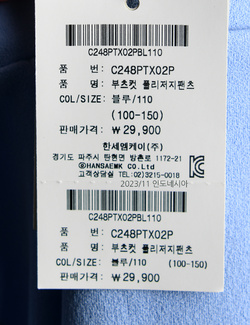 C248PTX02PBL110
품 번: C248PTX02P
품 명: 부츠컷 폴리저지팬츠
COL/SIZE: 블루/110
(100-150)
판매가격: ₩29,900
한세엠케이(주)
경기도 파주시 탄현면 방촌로 1172-21
ⓒHANSAEMK CO.Ltd
고객상담실 TEL:02)3215-0018
2023/11 인도네시아
C248PTX02PBL110
품 번: C248PTX02P
품 명: 부츠컷 폴리저지팬츠
COL/SIZE: 블루/110 (100-150)
판매가격: ₩29,900